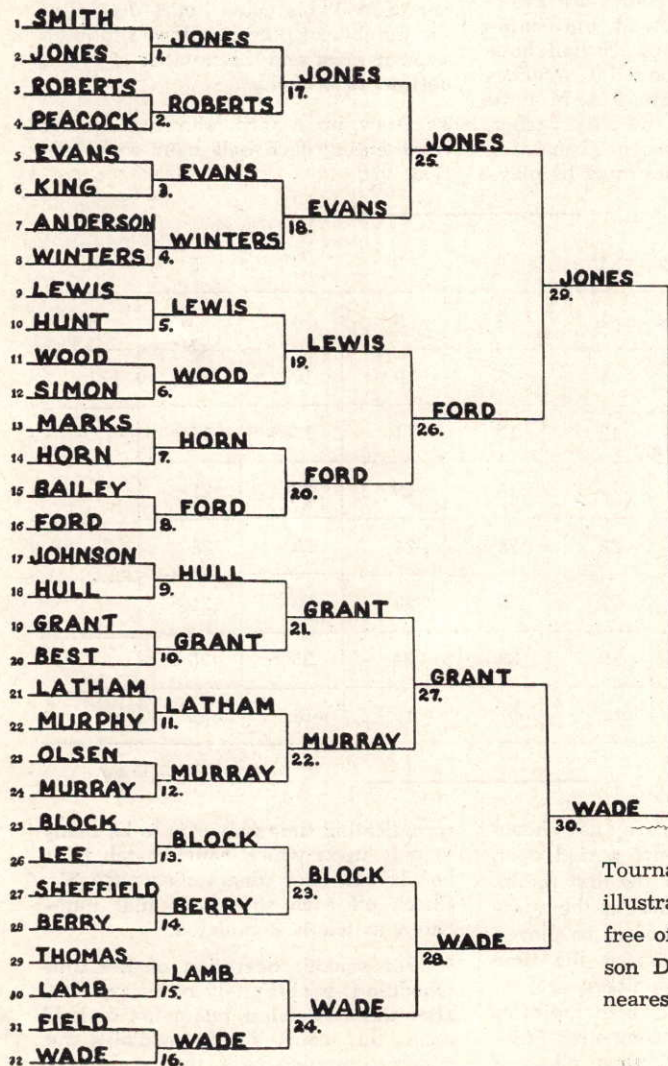 1 SMITH
2 JONES
3 ROBERTS
4 PEACOCK
5 EVANS
6 KING
7 ANDERSON
8 WINTERS
9 LEWIS
10 HUNT
11 WOOD
12 SIMON
13 MARKS
14 HORN
15 BAILEY
16 FORD
17 JOHNSON
18 HULL
19 GRANT
20 BEST
21 LATHAM
22 MURPHY
23 OLSEN
24 MURRAY
25 BLOCK
26 LEE
27 SHEFFIELD
28 BERRY
29 THOMAS
30 LAMB
31 FIELD
32 WADE
JONES
1.
ROBERTS
2.
EVANS
3.
WINTERS
4.
LEWIS
5.
WOOD
6.
HORN
7.
FORD
8.
HULL
9.
GRANT
10.
LATHAM
11.
MURRAY
12.
BLOCK
13.
BERRY
14.
LAMB
15.
WADE
16.
JONES
17.
EVANS
18.
LEWIS
19.
FORD
20.
GRANT
21.
MURRAY
22.
BLOCK
23.
WADE
24.
JONES
25.
FORD
26.
GRANT
27.
WADE
28.
JONES
29.
WADE
30.
Tourna
illustra
free of
son D
neares